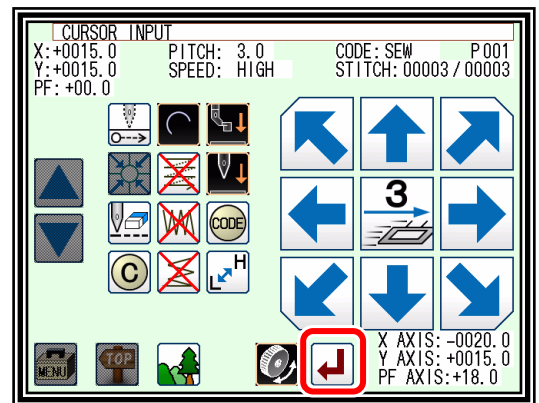 CURSOR INPUT
X:+0015.0 PITCH: 3.0 CODE:SEW P001
Y:+0015.0 SPEED: HIGH STITCH:00003/00003
PF:+00.0
3
CODE
C L H
X AXIS:-0020.0
MENU TOP Y AXIS:+0015.0
PF AXIS:+18.0